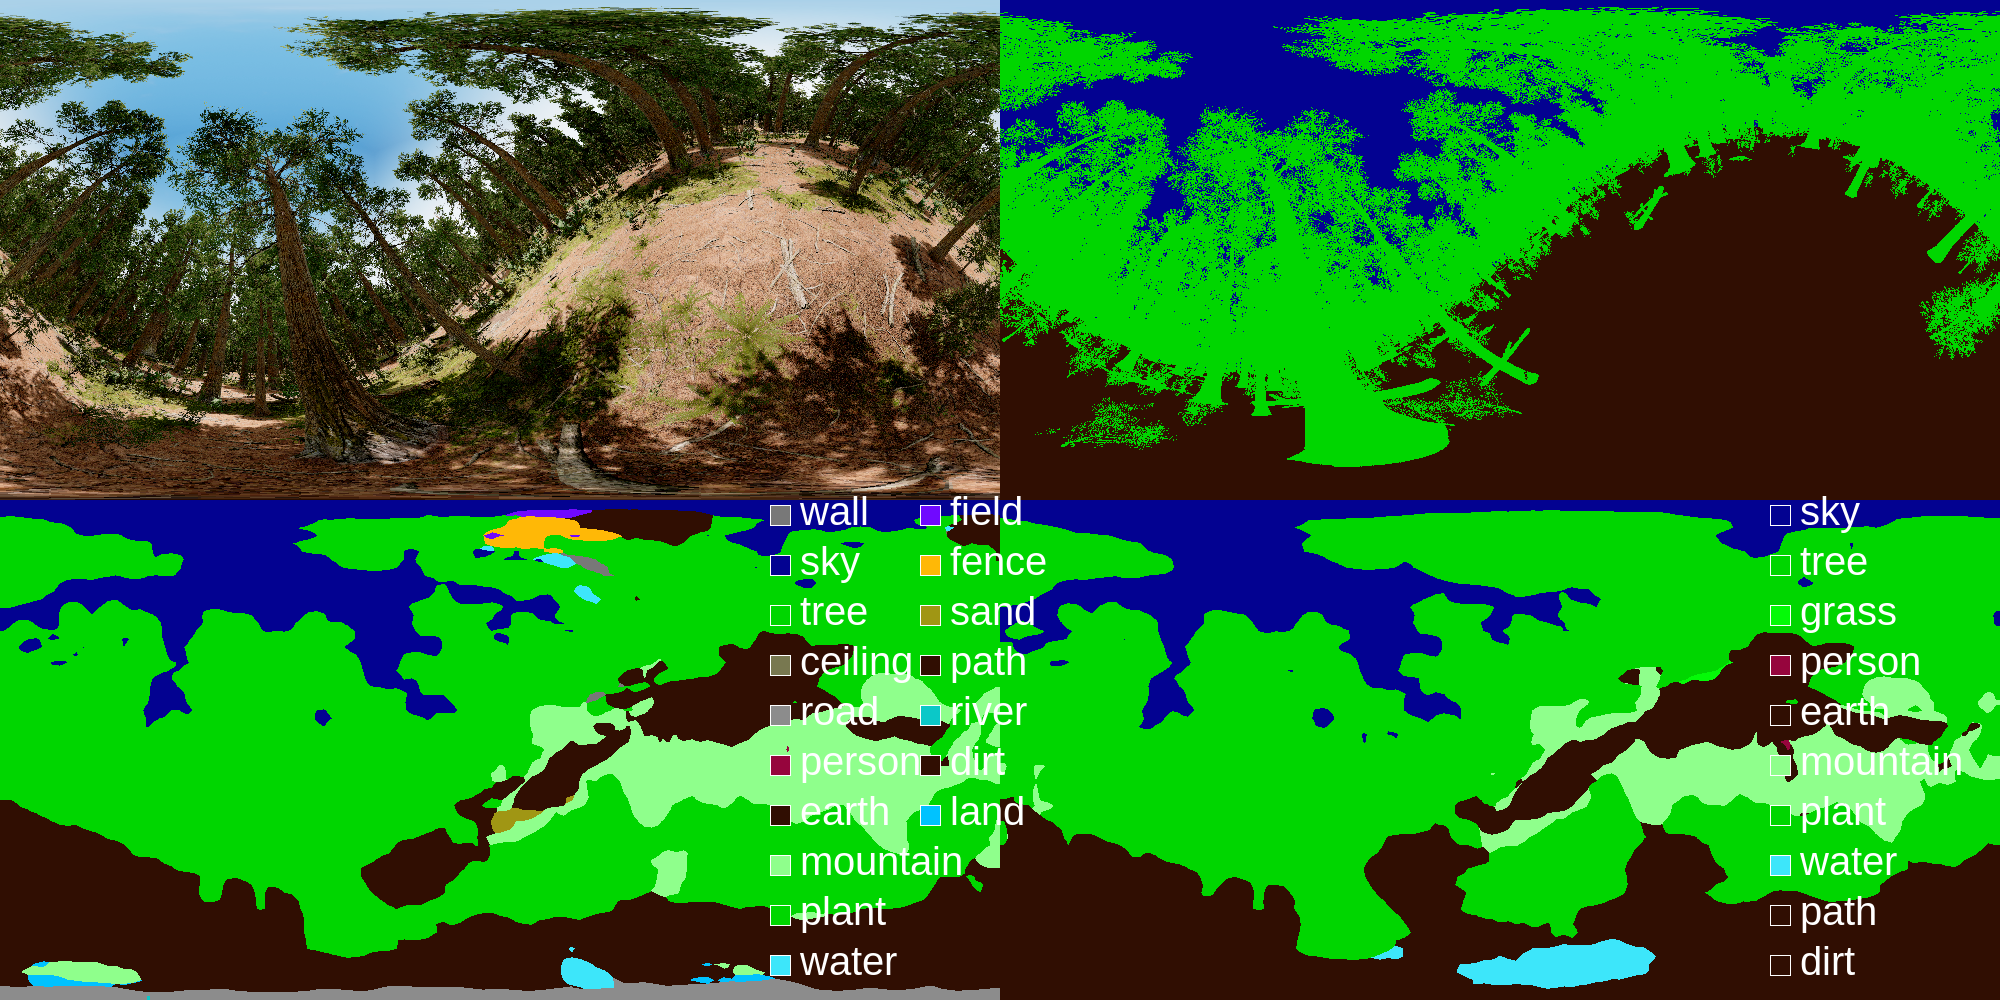 wall
sky
tree
ceiling
road
person
earth
mountain
plant
water
field
fence
sand
path
river
dirt
land
sky
tree
grass
person
earth
mountain
plant
water
path
dirt